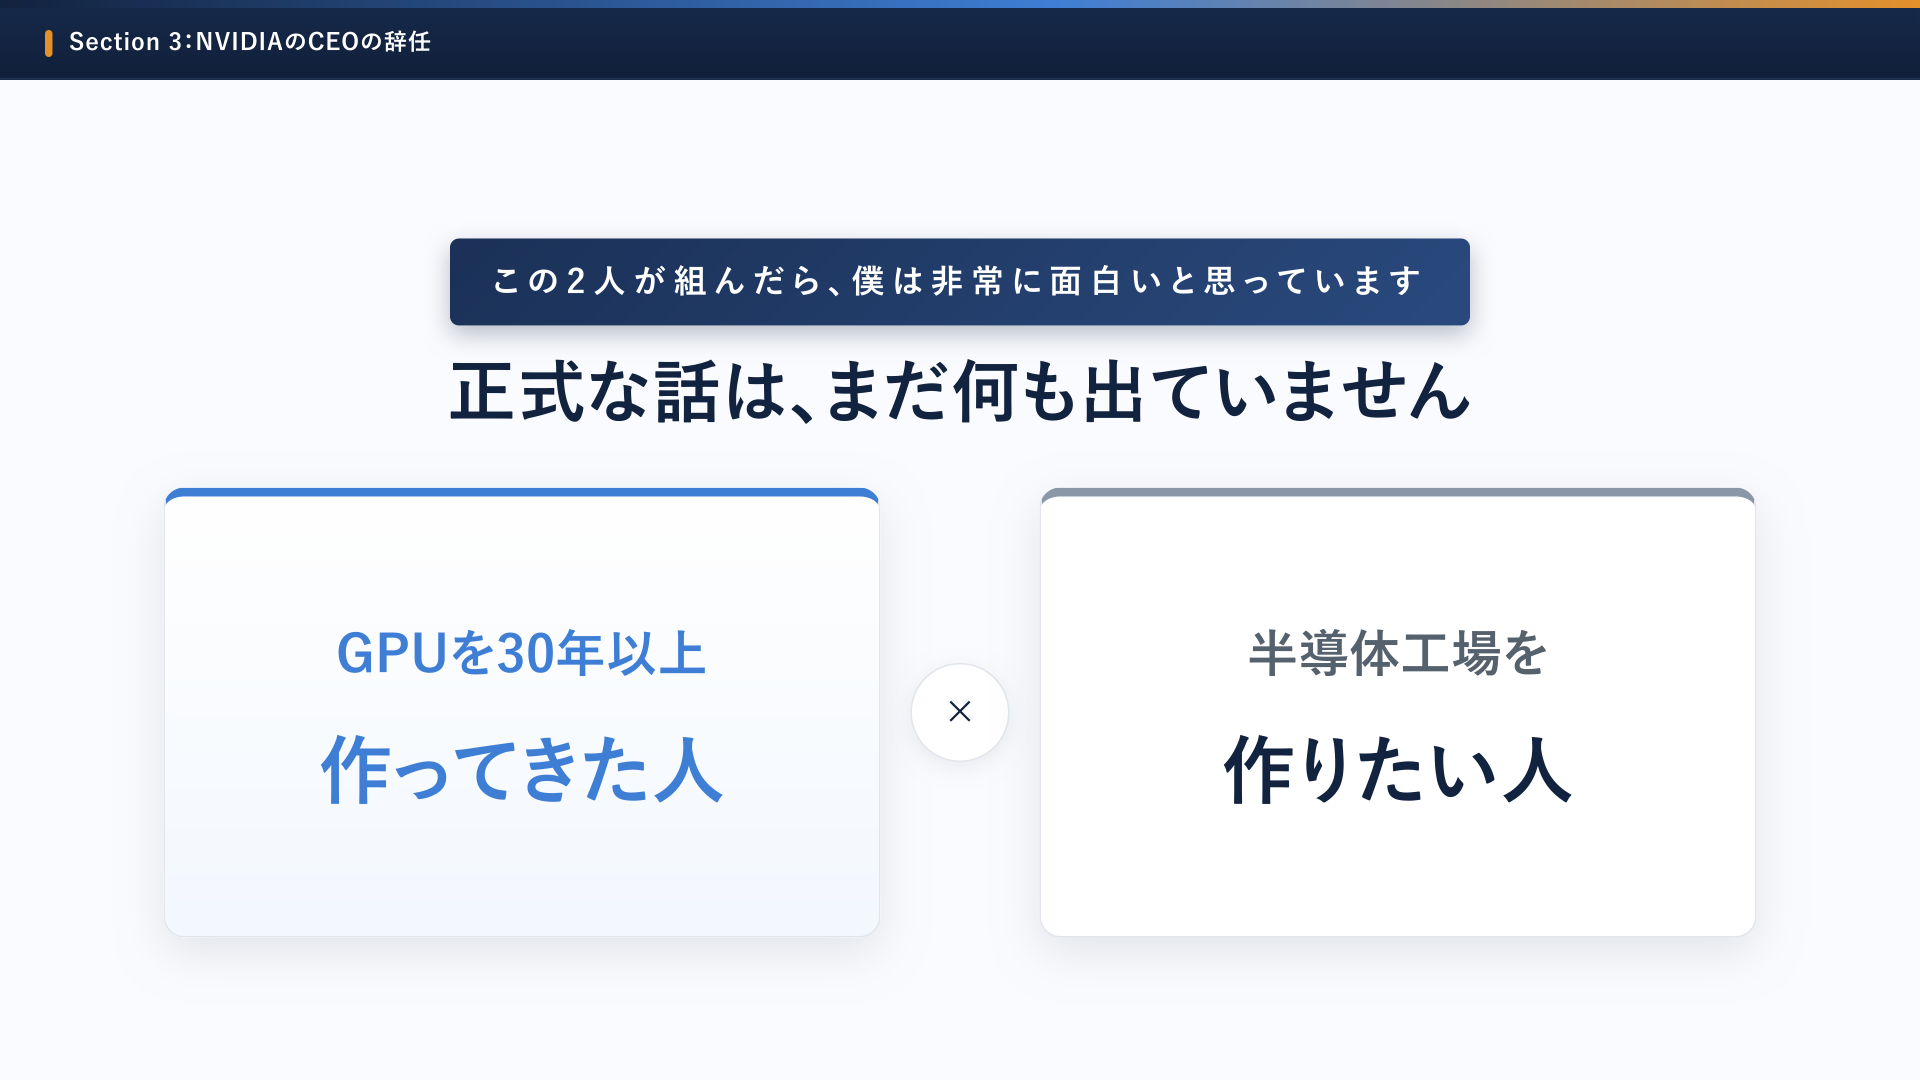 Section 3：NVIDIAのCEOの辞任
この2人が組んだら、僕は非常に面白いと思っています
正式な話は、まだ何も出ていません
GPUを30年以上
作ってきた人
×
半導体工場を
作りたい人